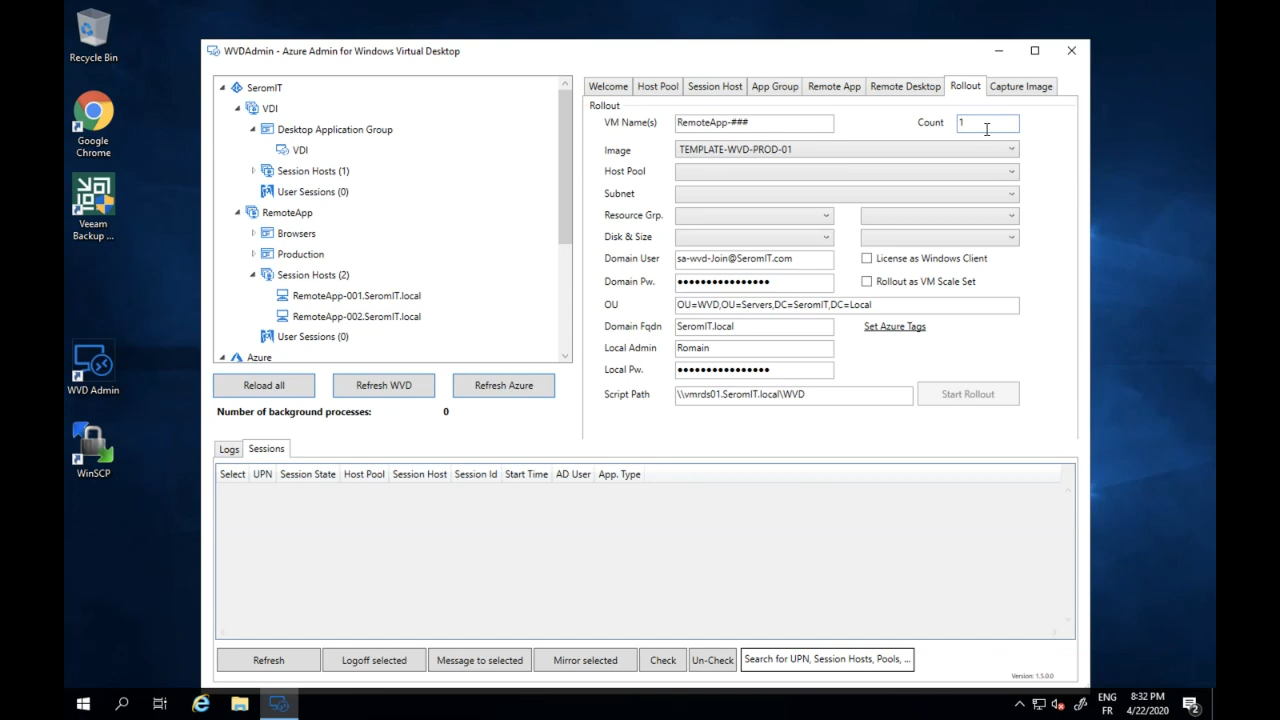 Recycle Bin
Google
Chrome
Veeam
Backup ...
WVD Admin
WinSCP
WVDAdmin - Azure Admin for Windows Virtual Desktop
SeromIT
VDI
Desktop Application Group
VDI
Session Hosts (1)
User Sessions (0)
RemoteApp
Browsers
Production
Session Hosts (2)
RemoteApp-001.SeromIT.local
RemoteApp-002.SeromIT.local
User Sessions (0)
Azure
Reload all Refresh WVD Refresh Azure
Number of background processes: 0
Welcome Host Pool Session Host App Group Remote App Remote Desktop Rollout Capture Image
Rollout
VM Name(s) RemoteApp-### Count 1
Image TEMPLATE-WVD-PROD-01
Host Pool
Subnet
Resource Grp.
Disk & Size
Domain User sa-wvd-Join@SeromIT.com License as Windows Client
Domain Pw. ●●●●●●●●●●●●●●●● Rollout as VM Scale Set
OU OU=WVD,OU=Servers,DC=SeromIT,DC=Local
Domain Fqdn SeromIT.local Set Azure Tags
Local Admin Romain
Local Pw. ●●●●●●●●●●●●●●●●
Script Path \\vmrds01.SeromIT.local\WVD Start Rollout
Logs Sessions
Select UPN Session State Host Pool Session Host Session Id Start Time AD User App. Type
Refresh Logoff selected Message to selected Mirror selected Check Un-Check Search for UPN, Session Hosts, Pools, ...
Version: 1.5.0.0
ENG 8:32 PM
FR 4/22/2020 2